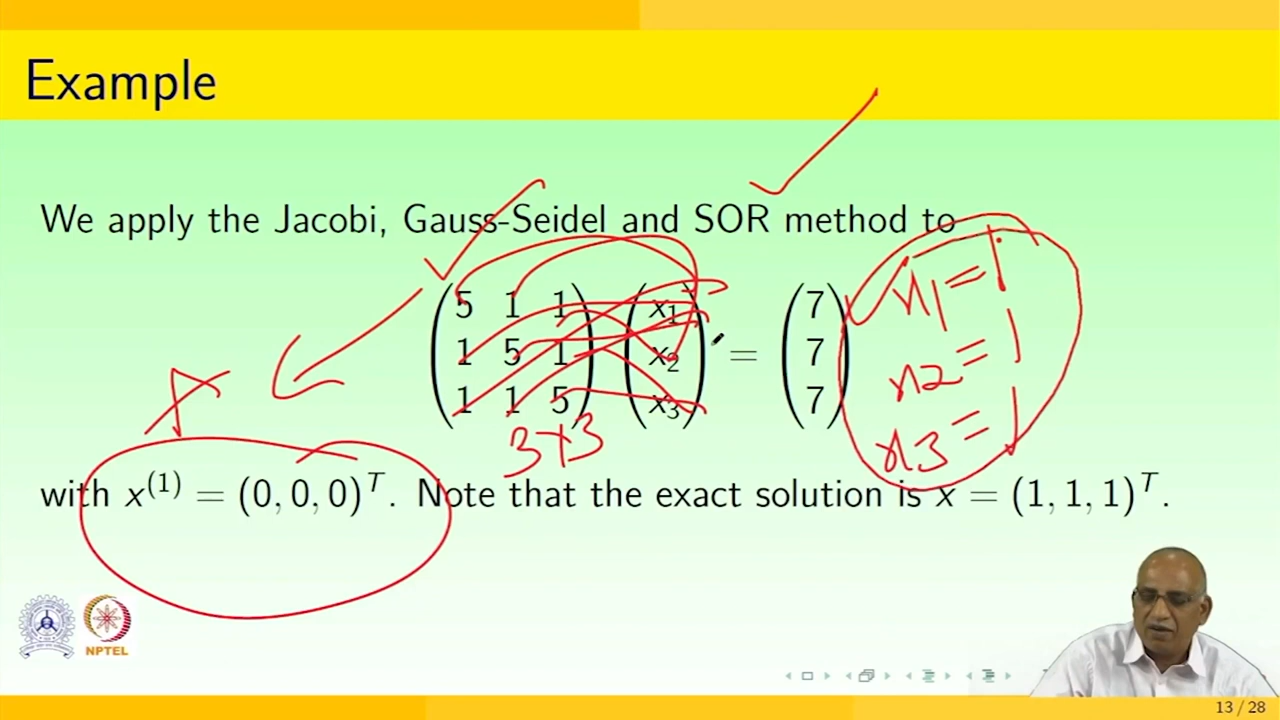 Example
We apply the Jacobi, Gauss-Seidel and SOR method to
5 1 1 x₁ 7 x1=1
1 5 1 x₂ = 7 x2=1
1 1 5 x₃ 7 x3=1
3x3
with x⁽¹⁾ = (0, 0, 0)ᵀ. Note that the exact solution is x = (1, 1, 1)ᵀ.
NPTEL
13 / 28